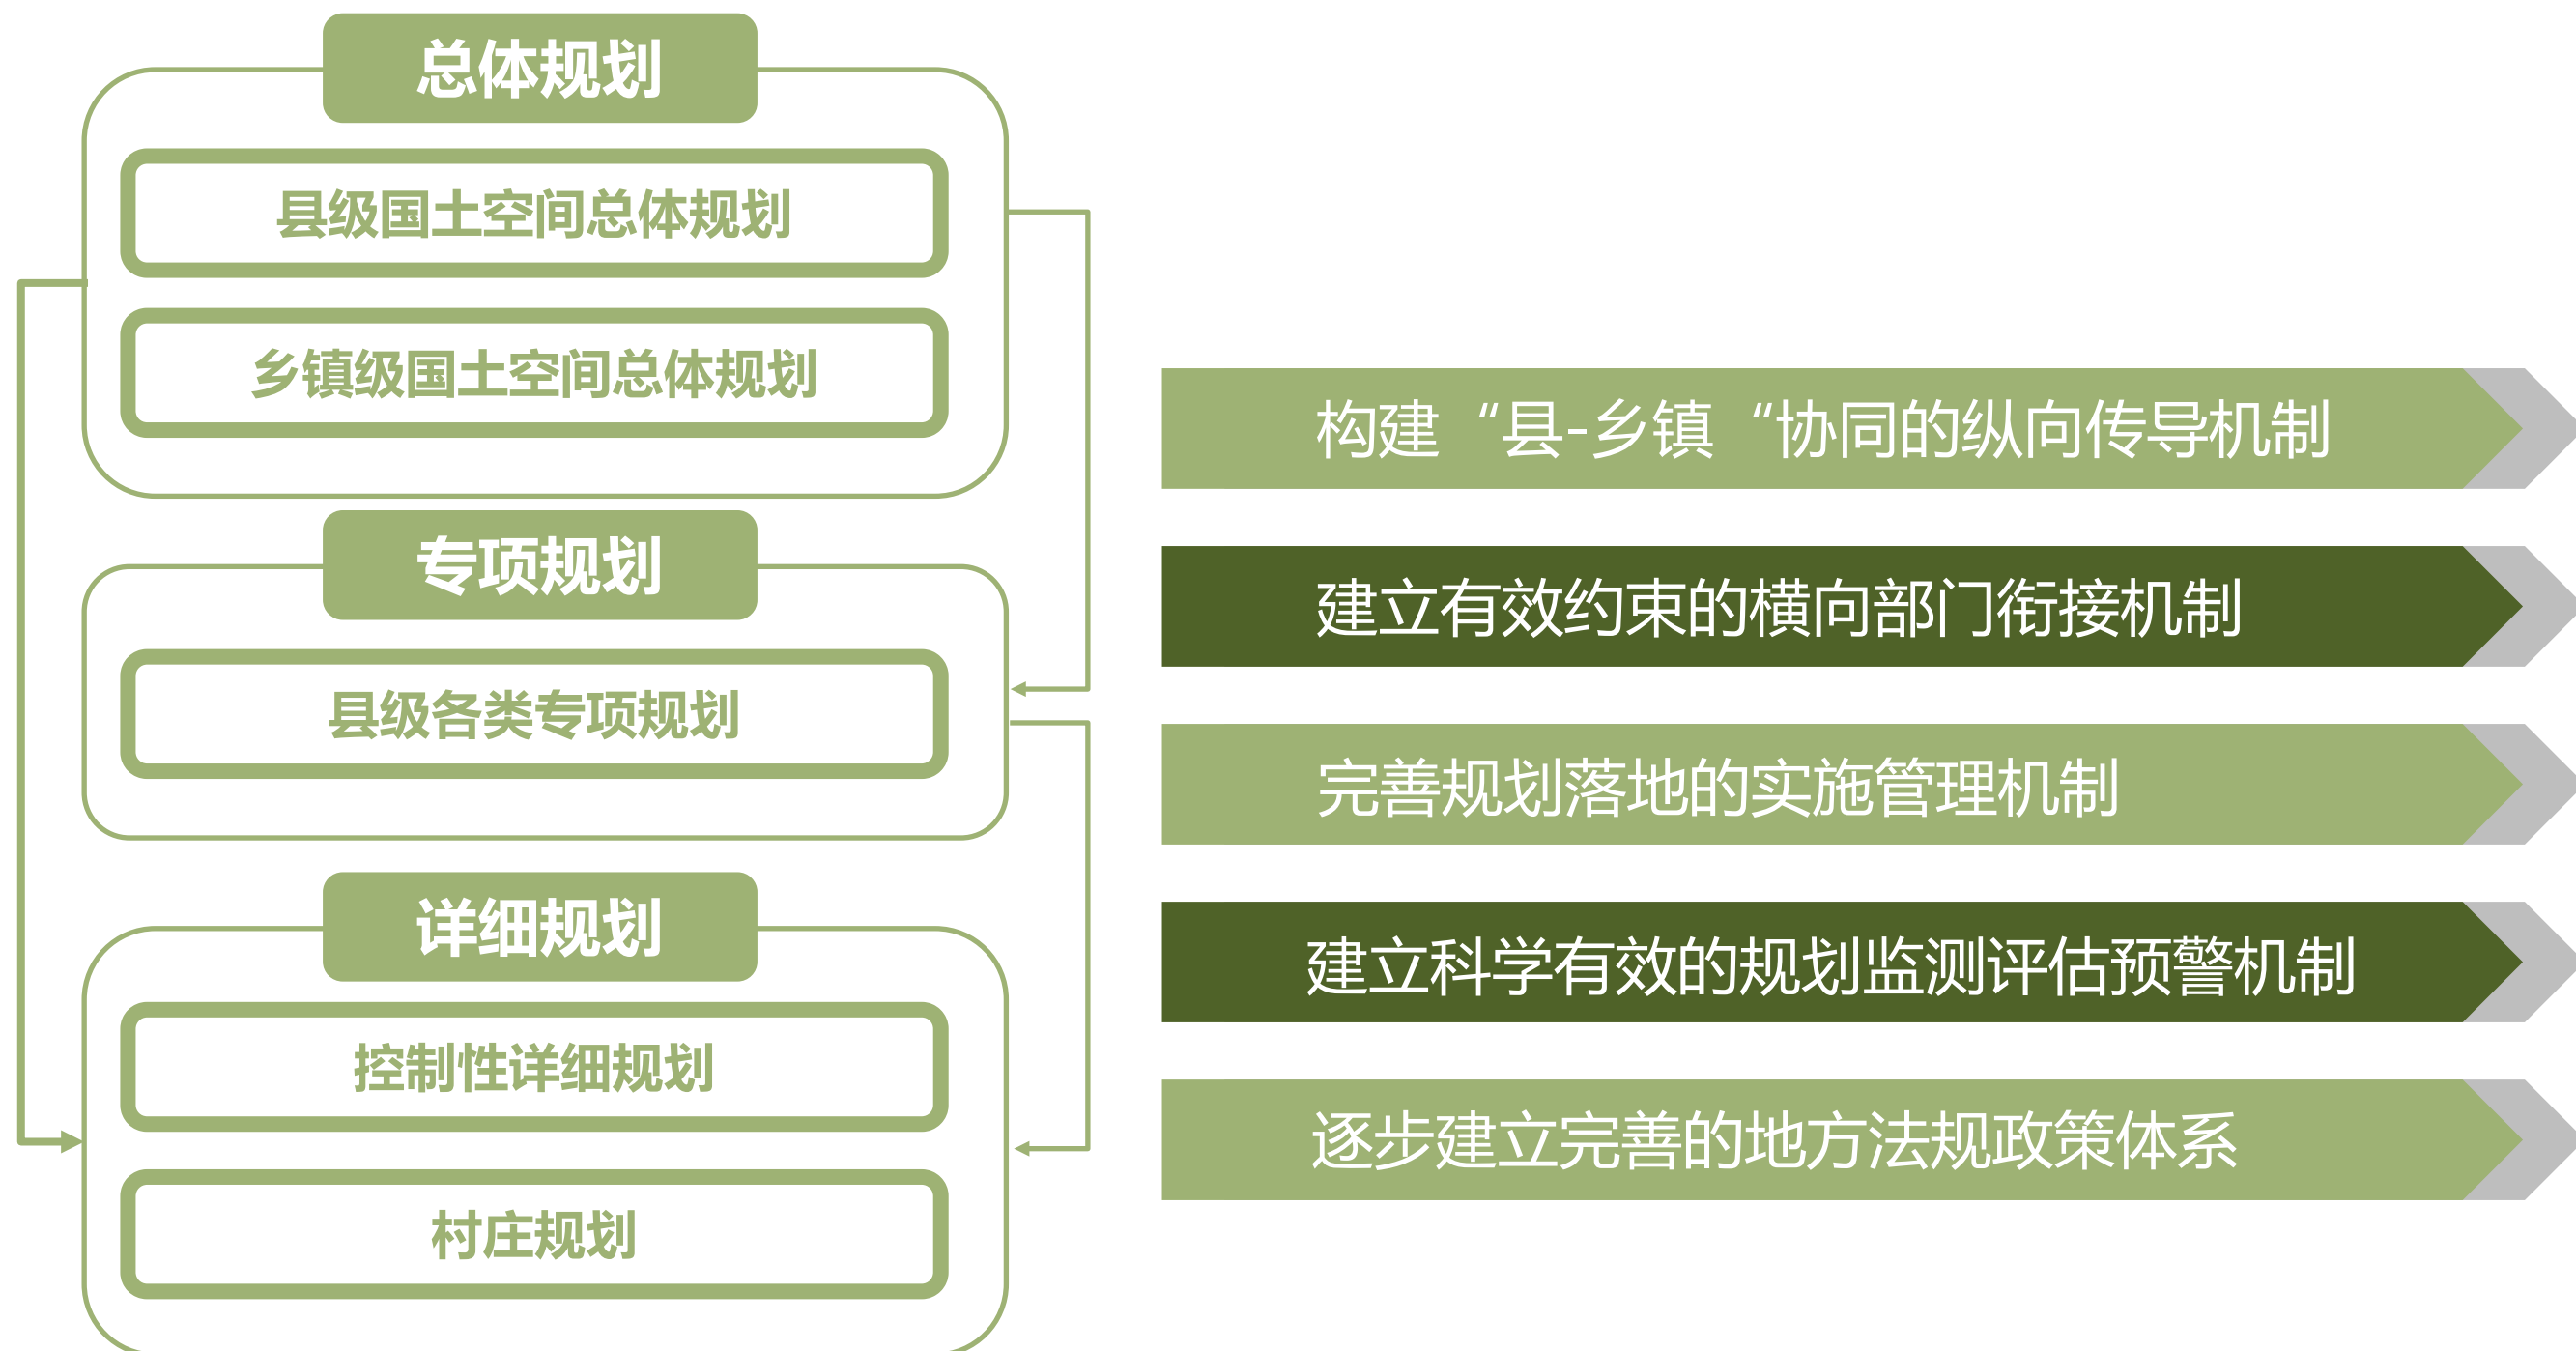 总体规划
县级国土空间总体规划
乡镇级国土空间总体规划
专项规划
县级各类专项规划
详细规划
控制性详细规划
村庄规划
构建“县-乡镇“协同的纵向传导机制
建立有效约束的横向部门衔接机制
完善规划落地的实施管理机制
建立科学有效的规划监测评估预警机制
逐步建立完善的地方法规政策体系